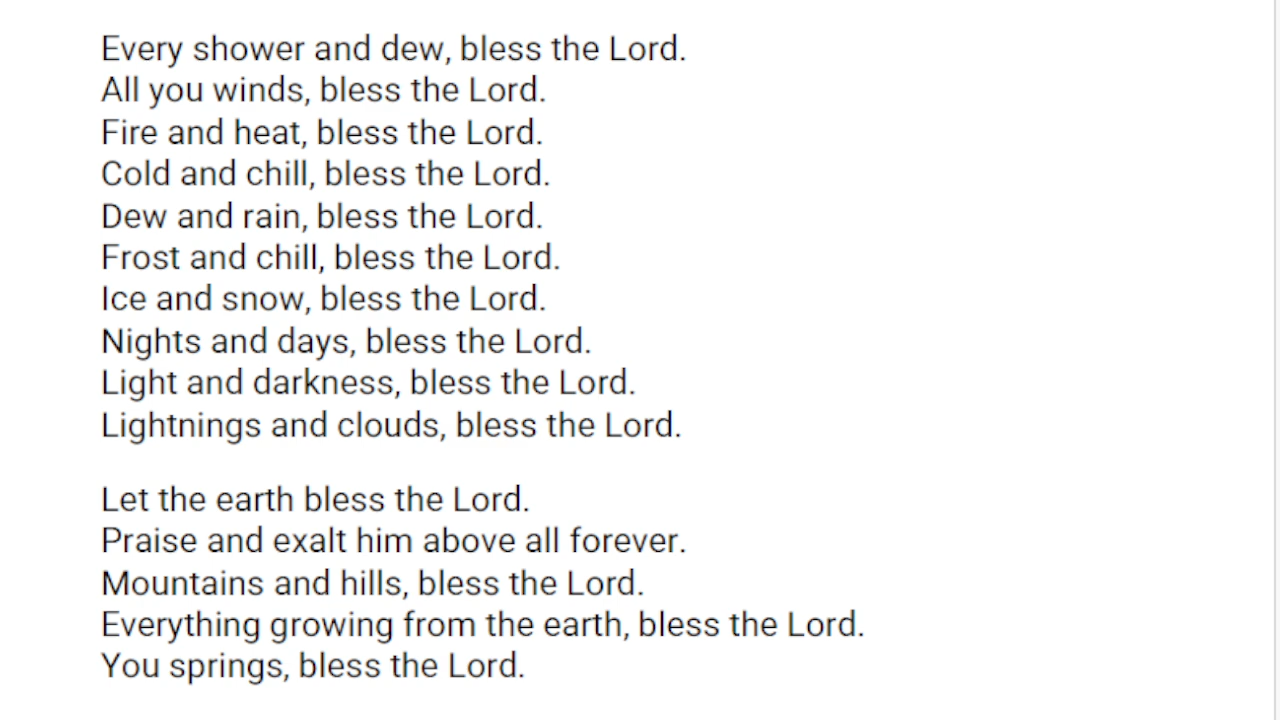 Every shower and dew, bless the Lord.
All you winds, bless the Lord.
Fire and heat, bless the Lord.
Cold and chill, bless the Lord.
Dew and rain, bless the Lord.
Frost and chill, bless the Lord.
Ice and snow, bless the Lord.
Nights and days, bless the Lord.
Light and darkness, bless the Lord.
Lightnings and clouds, bless the Lord.
Let the earth bless the Lord.
Praise and exalt him above all forever.
Mountains and hills, bless the Lord.
Everything growing from the earth, bless the Lord.
You springs, bless the Lord.